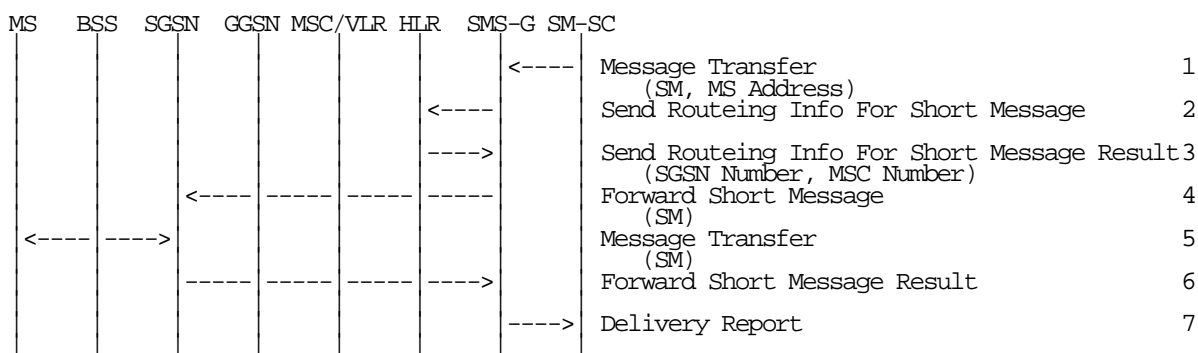 MS BSS SGSN GGSN MSC/VLR HLR SMS-G SM-SC
Message Transfer 1
(SM, MS Address)
Send Routeing Info For Short Message 2
Send Routeing Info For Short Message Result3
(SGSN Number, MSC Number)
Forward Short Message 4
(SM)
Message Transfer 5
(SM)
Forward Short Message Result 6
Delivery Report 7